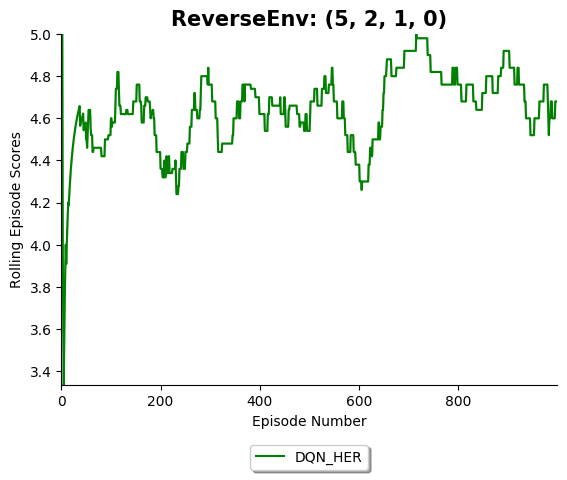 ReverseEnv: (5, 2, 1, 0)
5.0
4.8
4.6
4.4
4.2
4.0
3.8
3.6
3.4
Rolling Episode Scores
0 200 400 600 800
Episode Number
DQN_HER